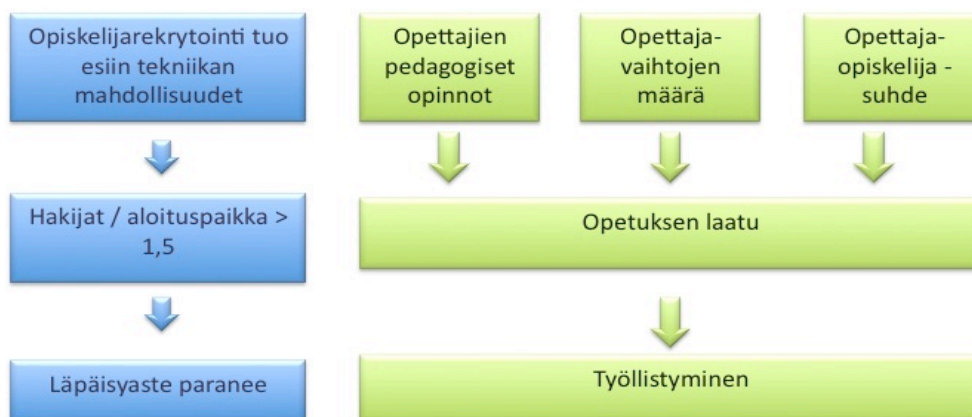 Opiskelijarekrytointi tuo
esiin tekniikan
mahdollisuudet
Opettajien
pedagogiset
opinnot
Opettaja-
vaihtojen
määrä
Opettaja-
opiskelija -
suhde
Hakijat / aloituspaikka >
1,5
Opetuksen laatu
Läpäisyaste paranee
Työllistyminen